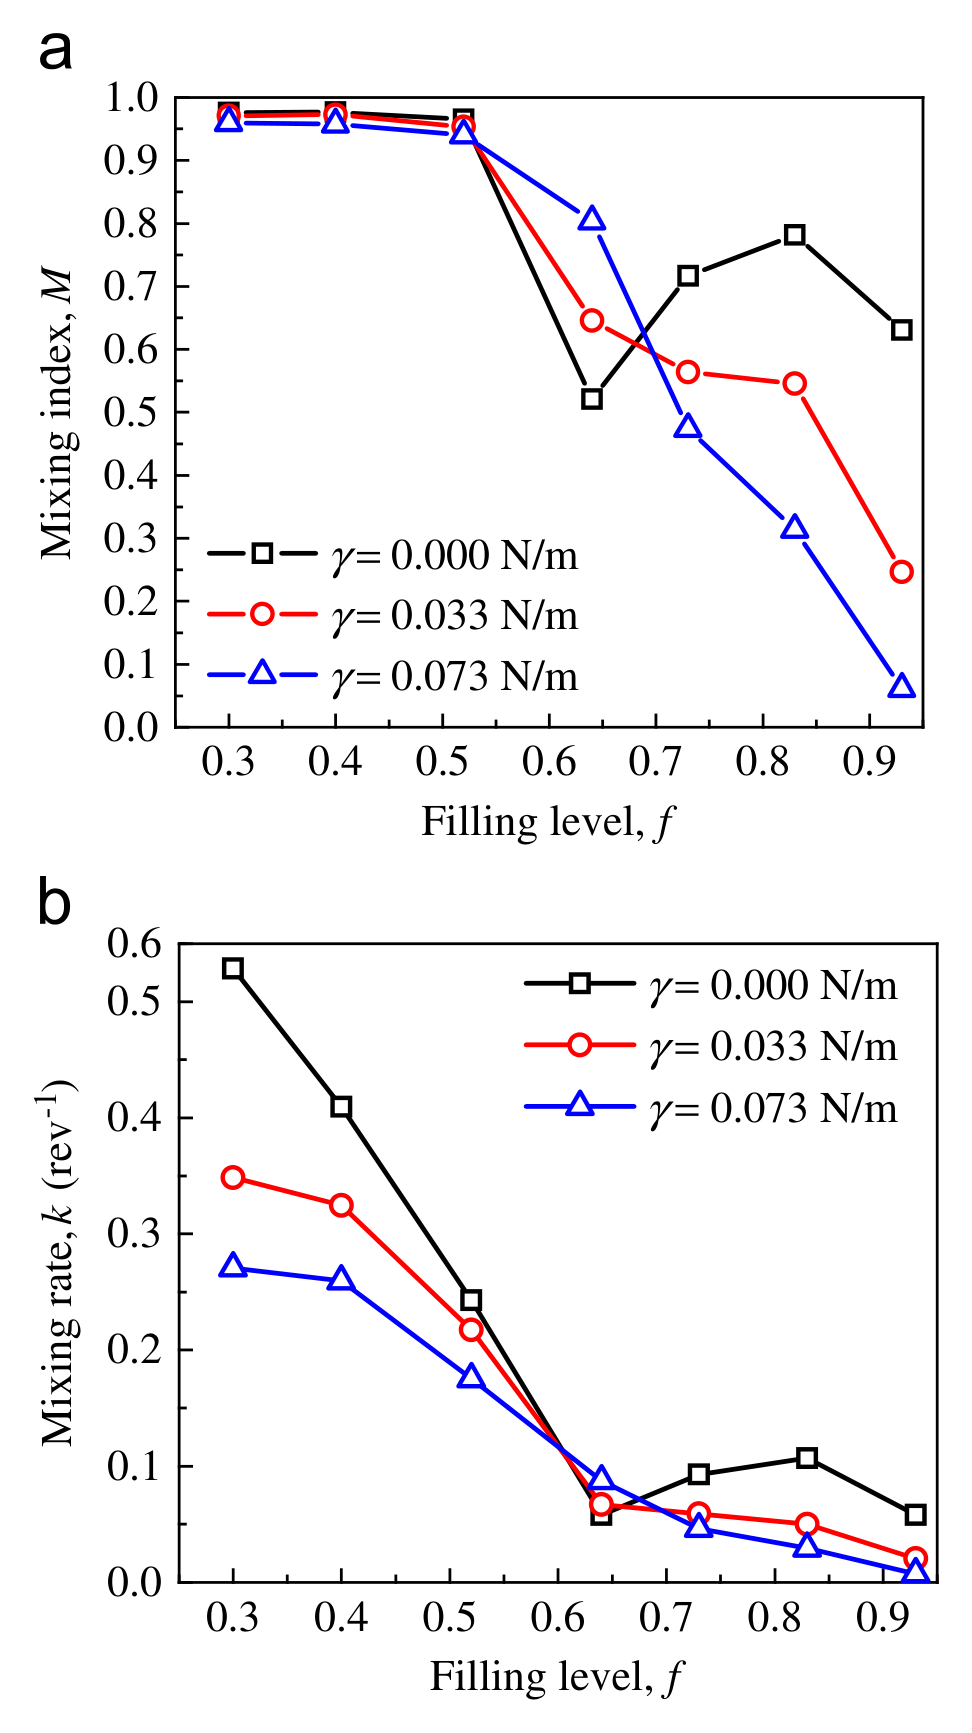 a
1.0
0.9
0.8
0.7
0.6
0.5
0.4
0.3
0.2
0.1
0.0
Mixing index, M
γ= 0.000 N/m
γ= 0.033 N/m
γ= 0.073 N/m
0.3 0.4 0.5 0.6 0.7 0.8 0.9
Filling level, f
b
0.6
0.5
0.4
0.3
0.2
0.1
0.0
Mixing rate, k (rev⁻¹)
γ= 0.000 N/m
γ= 0.033 N/m
γ= 0.073 N/m
0.3 0.4 0.5 0.6 0.7 0.8 0.9
Filling level, f